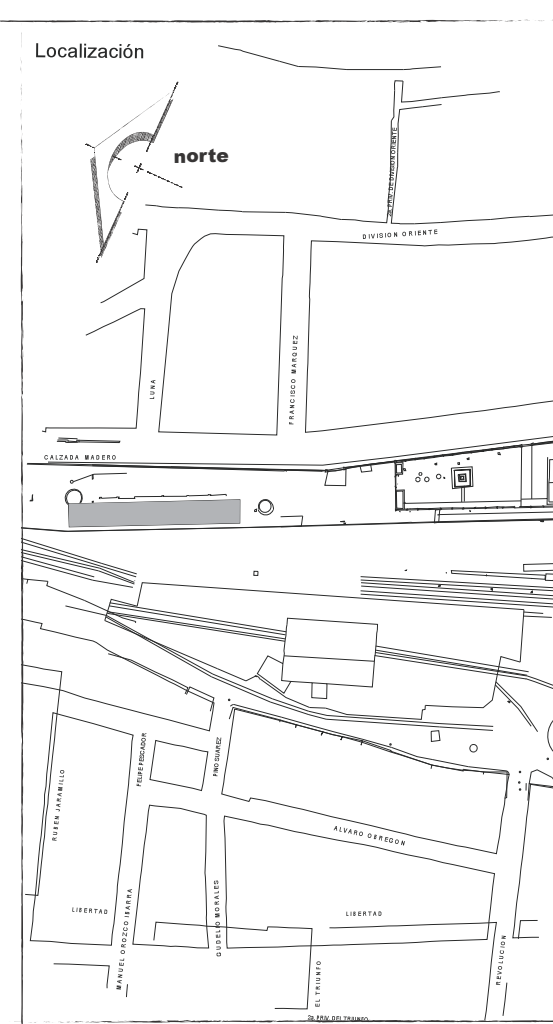 Localización
norte
2a. PRIV. DE DIVISION ORIENTE
DIVISION ORIENTE
LUNA
FRANCISCO MARQUEZ
CALZADA MADERO
FELIPE PESCADOR
PINO SUAREZ
RUBEN JARAMILLO
ALVARO OBREGON
LIBERTAD
LIBERTAD
MANUEL OROZCO IBARRA
GUDELIO MORALES
EL TRIUNFO
REVOLUCION
2a. PRIV. DEL TRIUNFO